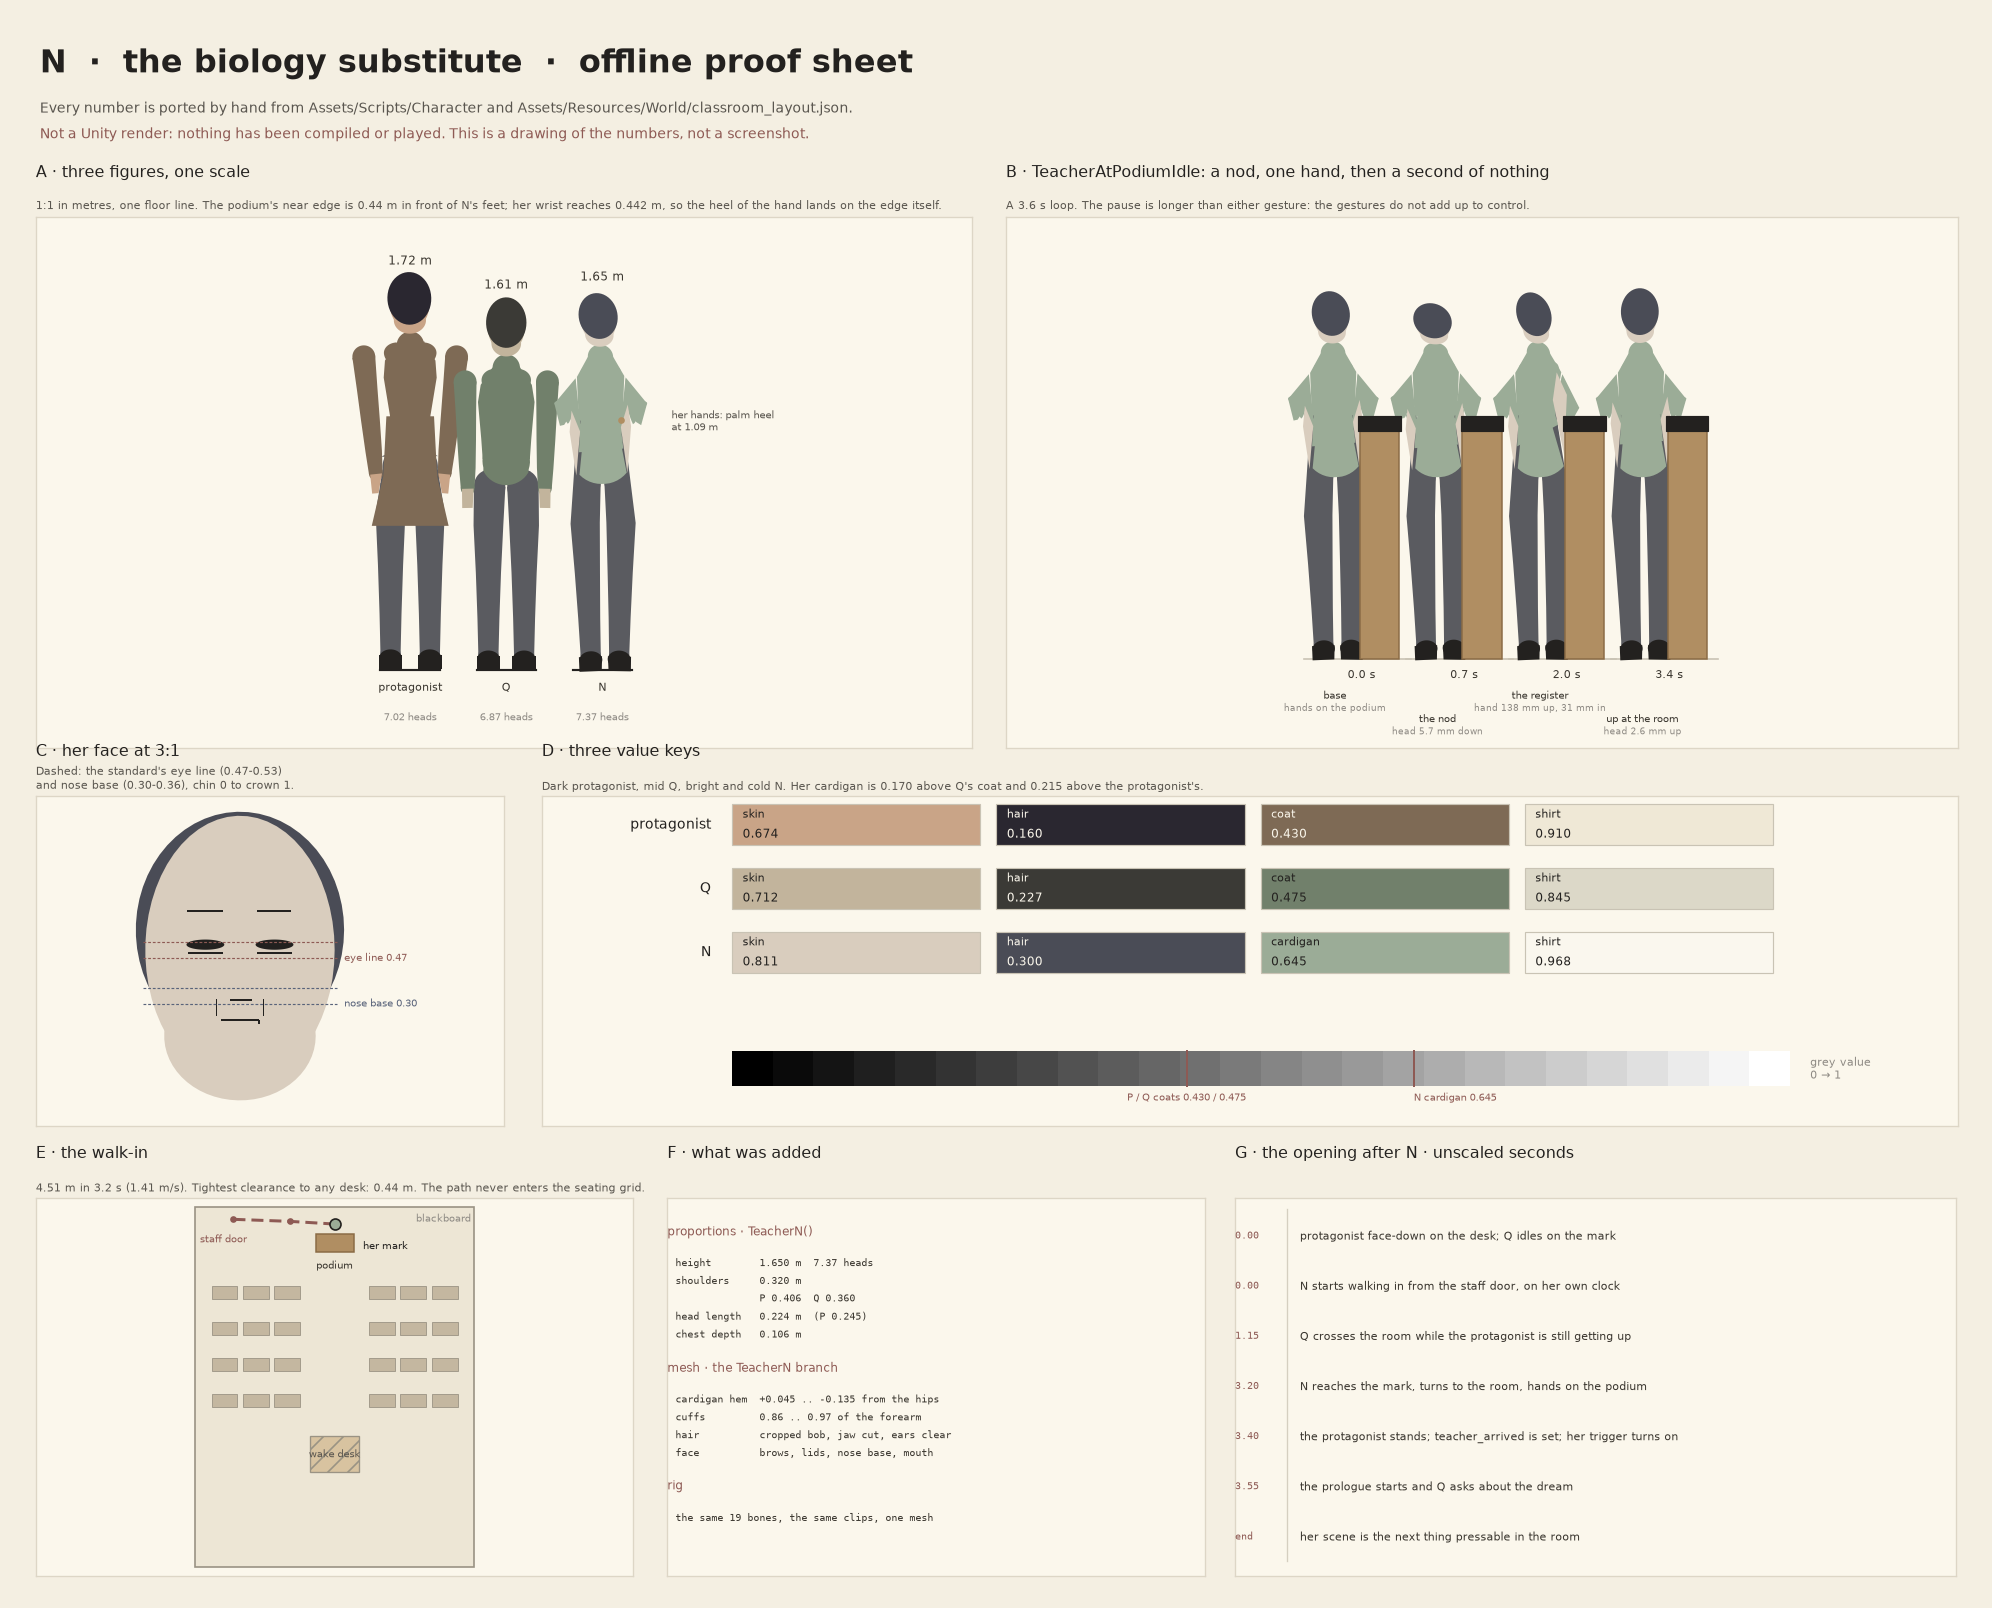 N · the biology substitute · offline proof sheet
Every number is ported by hand from Assets/Scripts/Character and Assets/Resources/World/classroom_layout.json.
Not a Unity render: nothing has been compiled or played. This is a drawing of the numbers, not a screenshot.
A · three figures, one scale
1:1 in metres, one floor line. The podium's near edge is 0.44 m in front of N's feet; her wrist reaches 0.442 m, so the heel of the hand lands on the edge itself.
1.72 m
1.61 m
1.65 m
her hands: palm heel
at 1.09 m
protagonist
Q
N
7.02 heads
6.87 heads
7.37 heads
B · TeacherAtPodiumIdle: a nod, one hand, then a second of nothing
A 3.6 s loop. The pause is longer than either gesture: the gestures do not add up to control.
0.0 s
0.7 s
2.0 s
3.4 s
base
hands on the podium
the nod
head 5.7 mm down
the register
hand 138 mm up, 31 mm in
up at the room
head 2.6 mm up
C · her face at 3:1
Dashed: the standard's eye line (0.47-0.53)
and nose base (0.30-0.36), chin 0 to crown 1.
eye line 0.47
nose base 0.30
D · three value keys
Dark protagonist, mid Q, bright and cold N. Her cardigan is 0.170 above Q's coat and 0.215 above the protagonist's.
protagonist
skin
0.674
hair
0.160
coat
0.430
shirt
0.910
Q
skin
0.712
hair
0.227
coat
0.475
shirt
0.845
N
skin
0.811
hair
0.300
cardigan
0.645
shirt
0.968
grey value
0 → 1
P / Q coats 0.430 / 0.475
N cardigan 0.645
E · the walk-in
4.51 m in 3.2 s (1.41 m/s). Tightest clearance to any desk: 0.44 m. The path never enters the seating grid.
blackboard
staff door
her mark
podium
wake desk
F · what was added
proportions · TeacherN()
height 1.650 m 7.37 heads
shoulders 0.320 m
P 0.406 Q 0.360
head length 0.224 m (P 0.245)
chest depth 0.106 m
mesh · the TeacherN branch
cardigan hem +0.045 .. -0.135 from the hips
cuffs 0.86 .. 0.97 of the forearm
hair cropped bob, jaw cut, ears clear
face brows, lids, nose base, mouth
rig
the same 19 bones, the same clips, one mesh
G · the opening after N · unscaled seconds
0.00 protagonist face-down on the desk; Q idles on the mark
0.00 N starts walking in from the staff door, on her own clock
1.15 Q crosses the room while the protagonist is still getting up
3.20 N reaches the mark, turns to the room, hands on the podium
3.40 the protagonist stands; teacher_arrived is set; her trigger turns on
3.55 the prologue starts and Q asks about the dream
end her scene is the next thing pressable in the room